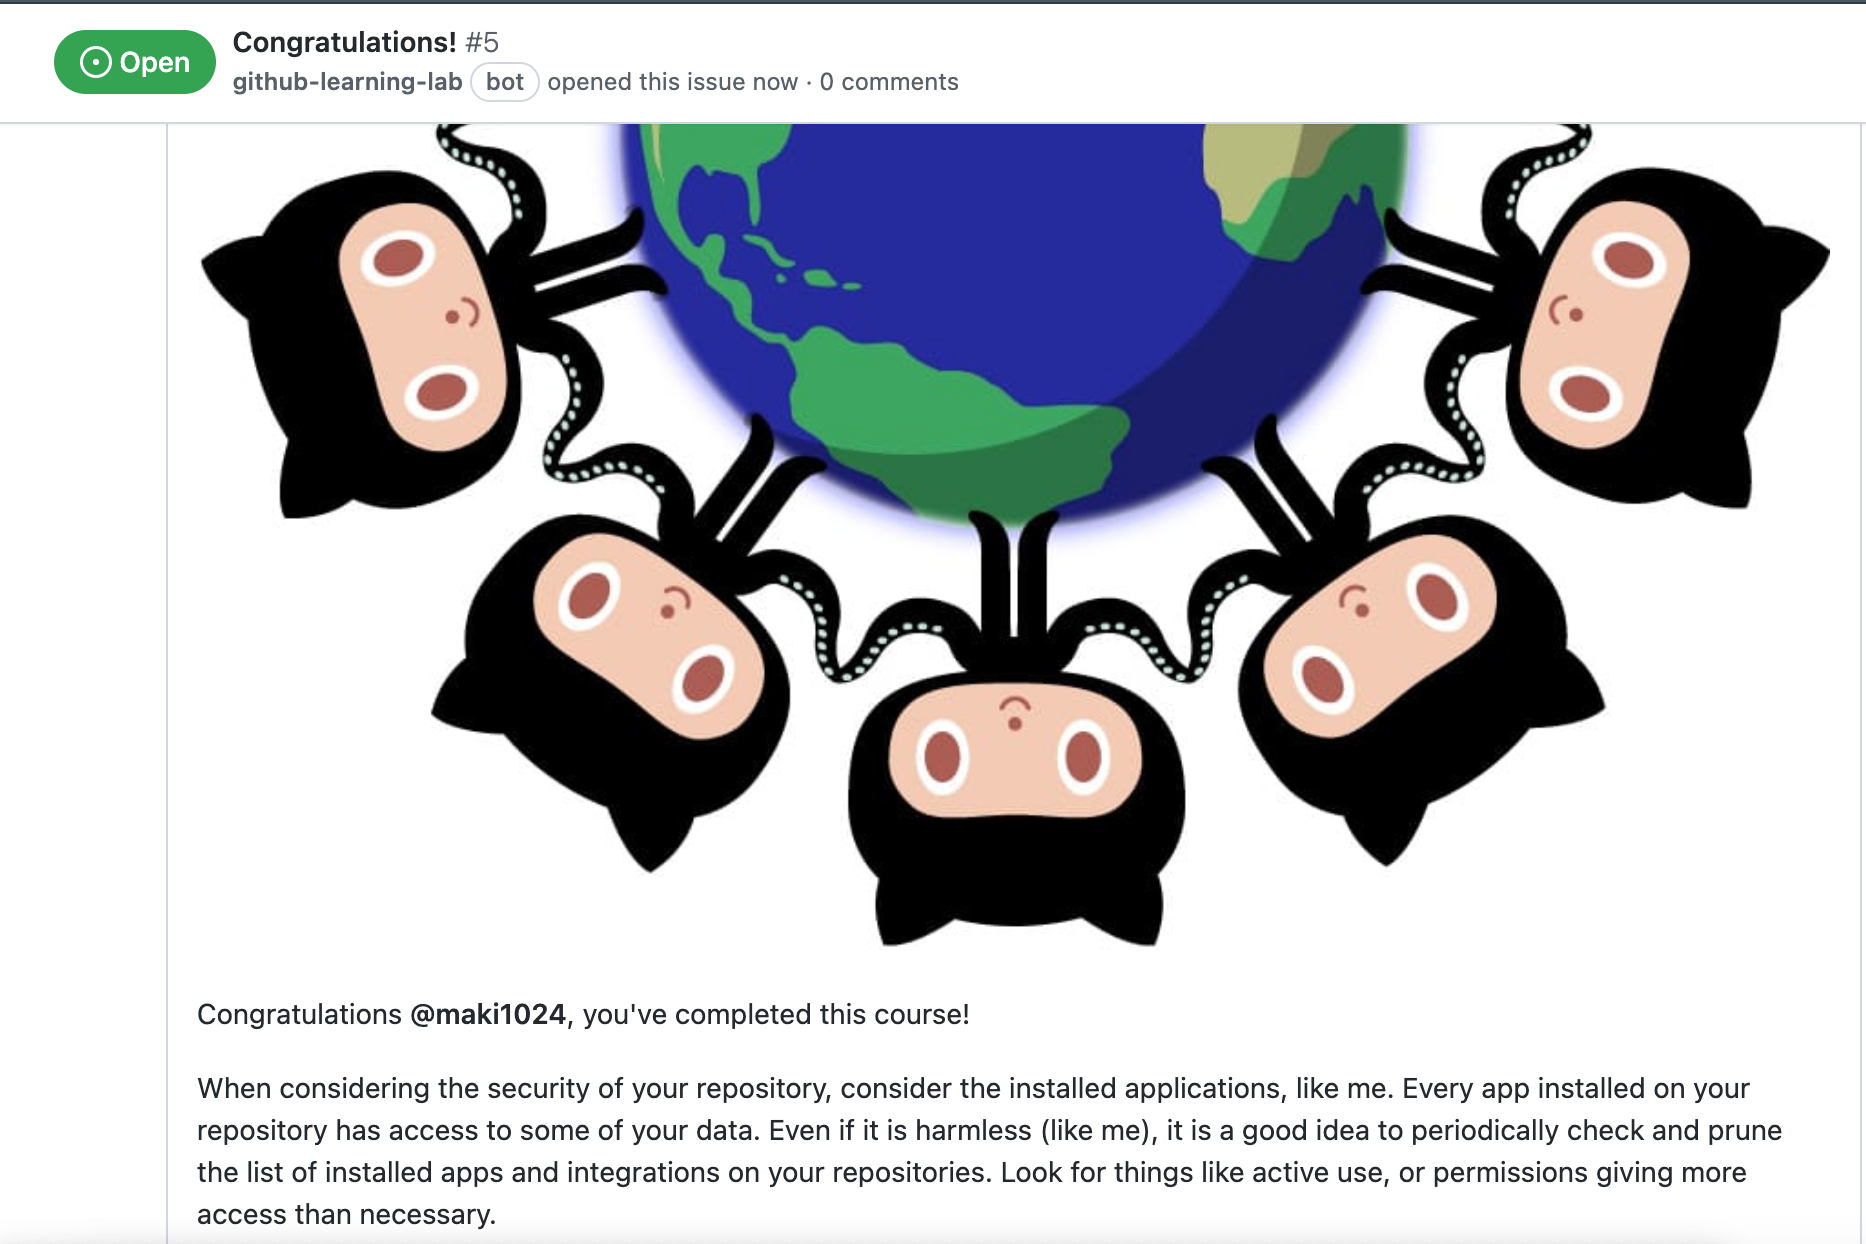 Open
Congratulations! #5
github-learning-lab bot opened this issue now · 0 comments
Congratulations @maki1024, you've completed this course!
When considering the security of your repository, consider the installed applications, like me. Every app installed on your
repository has access to some of your data. Even if it is harmless (like me), it is a good idea to periodically check and prune
the list of installed apps and integrations on your repositories. Look for things like active use, or permissions giving more
access than necessary.